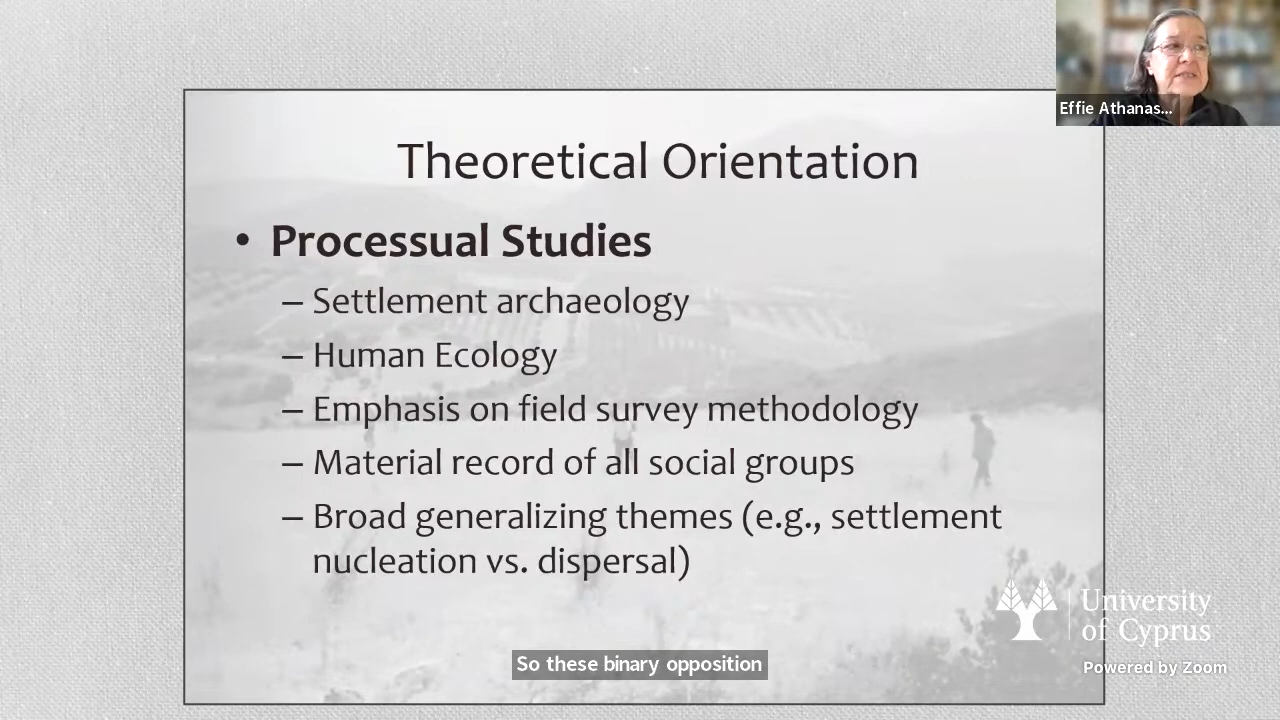 Effie Athanas...
Theoretical Orientation
• Processual Studies
– Settlement archaeology
– Human Ecology
– Emphasis on field survey methodology
– Material record of all social groups
– Broad generalizing themes (e.g., settlement
nucleation vs. dispersal)
University
of Cyprus
So these binary opposition
Powered by Zoom